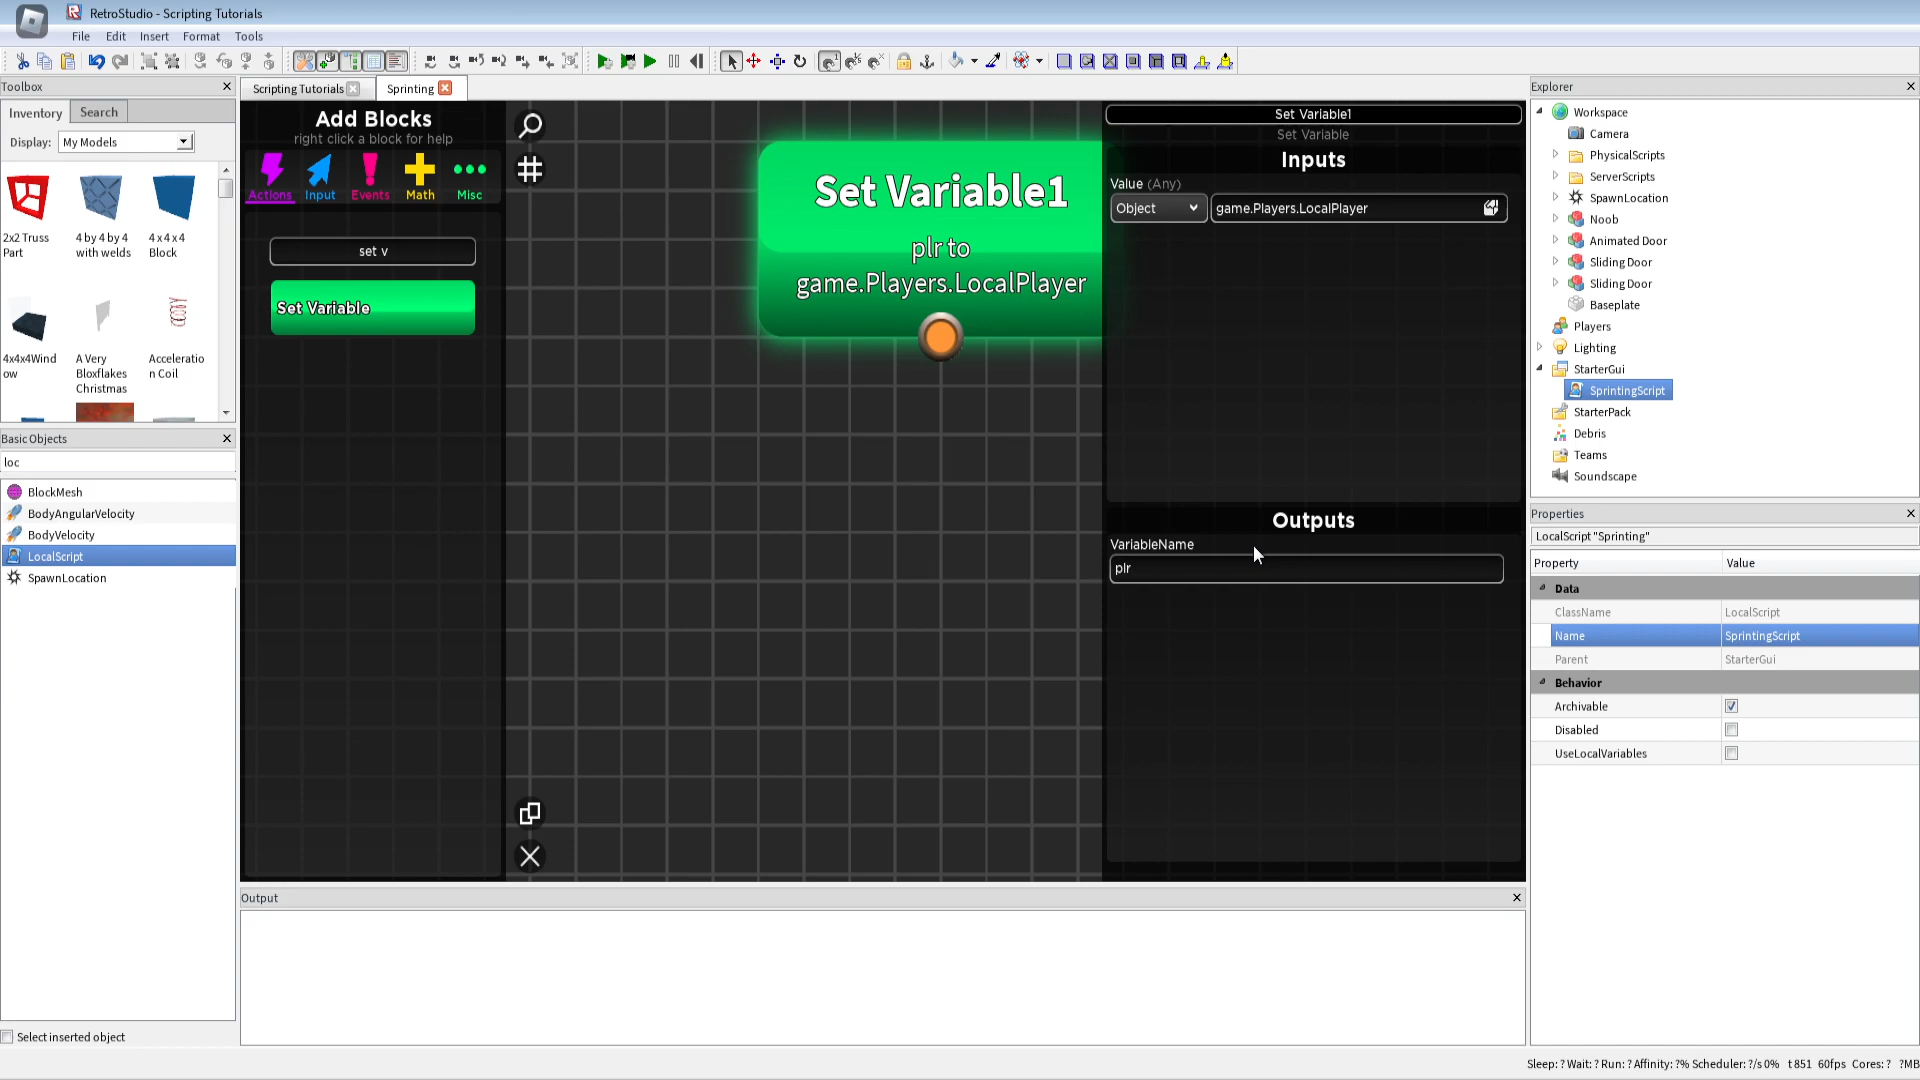 RetroStudio - Scripting Tutorials
File Edit Insert Format Tools
Toolbox
Inventory Search
Display: My Models
2x2 Truss Part
4 by 4 by 4 with welds
4 x 4 x 4 Block
4x4x4Wind ow
A Very Bloxflakes Christmas
Acceleratio n Coil
Basic Objects
loc
BlockMesh
BodyAngularVelocity
BodyVelocity
LocalScript
SpawnLocation
Select inserted object
Scripting Tutorials Sprinting
Add Blocks
right click a block for help
Actions Input Events Math Misc
set v
Set Variable
Set Variable1
plr to
game.Players.LocalPlayer
Set Variable1
Set Variable
Inputs
Value (Any)
Object game.Players.LocalPlayer
Outputs
VariableName
plr
Output
Explorer
Workspace
Camera
PhysicalScripts
ServerScripts
SpawnLocation
Noob
Animated Door
Sliding Door
Sliding Door
Baseplate
Players
Lighting
StarterGui
SprintingScript
StarterPack
Debris
Teams
Soundscape
Properties
LocalScript "Sprinting"
Property Value
Data
ClassName LocalScript
Name SprintingScript
Parent StarterGui
Behavior
Archivable
Disabled
UseLocalVariables
Sleep: ? Wait: ? Run: ? Affinity: ?% Scheduler: ?/s 0% t 851 60fps Cores: ? ?MB